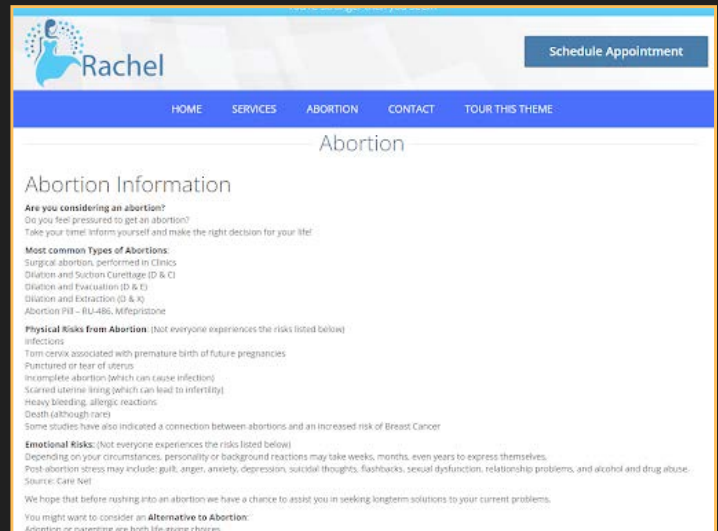 Rachel
Schedule Appointment
HOME SERVICES ABORTION CONTACT TOUR THIS THEME
Abortion
Abortion Information
Are you considering an abortion?
Do you feel pressured to get an abortion?
Take your time! Inform yourself and make the right decision for your life!
Most common Types of Abortions:
Surgical abortion, performed in Clinics
Dilation and Suction Curettage (D & C)
Dilation and Evacuation (D & E)
Dilation and Extraction (D & X)
Abortion Pill – RU-486, Mifepristone
Physical Risks from Abortion: (Not everyone experiences the risks listed below)
Infections
Torn cervix associated with premature birth of future pregnancies
Punctured or tear of uterus
Incomplete abortion (which can cause infection)
Scarred uterine lining (which can lead to infertility)
Heavy bleeding, allergic reactions
Death (although rare)
Some studies have also indicated a connection between abortions and an increased risk of Breast Cancer
Emotional Risks: (Not everyone experiences the risks listed below)
Depending on your circumstances, personality or background reactions may take weeks, months, even years to express themselves.
Post-abortion stress may include: guilt, anger, anxiety, depression, suicidal thoughts, flashbacks, sexual dysfunction, relationship problems, and alcohol and drug abuse.
Source: Care Net
We hope that before rushing into an abortion we have a chance to assist you in seeking longterm solutions to your current problems.
You might want to consider an Alternative to Abortion:
Adoption or parenting are both life-giving choices